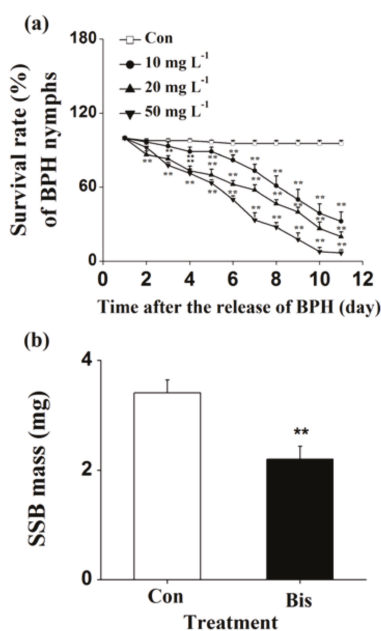 (a)
Con
10 mg L⁻¹
20 mg L⁻¹
50 mg L⁻¹
Survival rate (%)
of BPH nymphs
180
120
60
0
0 2 4 6 8 10 12
Time after the release of BPH (day)
(b)
SSB mass (mg)
4
2
0
**
Con Bis
Treatment